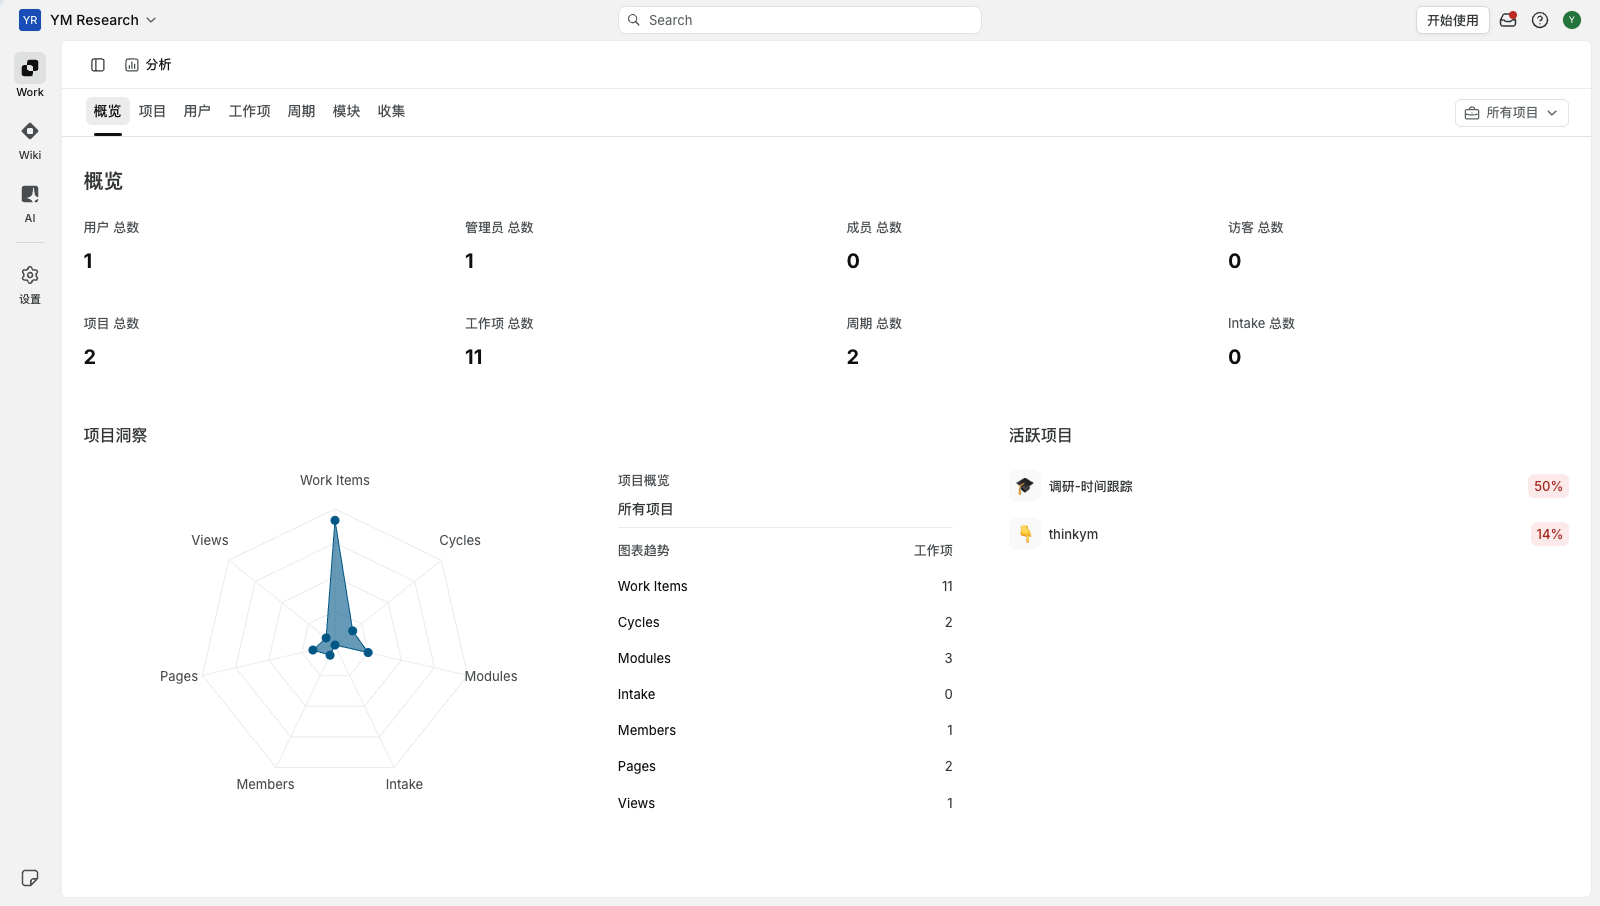 YR YM Research
Search
开始使用
Y
Work
Wiki
AI
设置
分析
概览 项目 用户 工作项 周期 模块 收集
所有项目
概览
用户 总数
1
管理员 总数
1
成员 总数
0
访客 总数
0
项目 总数
2
工作项 总数
11
周期 总数
2
Intake 总数
0
项目洞察
Work Items
Views
Cycles
Pages
Modules
Members
Intake
项目概览
所有项目
图表趋势 工作项
Work Items 11
Cycles 2
Modules 3
Intake 0
Members 1
Pages 2
Views 1
活跃项目
调研-时间跟踪 50%
thinkym 14%